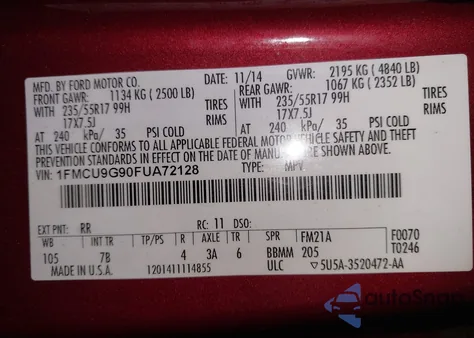 MFD. BY FORD MOTOR CO.
DATE: 11/14 GVWR: 2195 KG ( 4840 LB)
FRONT GAWR: 1134 KG ( 2500 LB) REAR GAWR: 1067 KG ( 2352 LB)
WITH 235/55R17 99H TIRES WITH 235/55R17 99H TIRES
17X7.5J RIMS 17X7.5J RIMS
AT 240 kPa/ 35 PSI COLD AT 240 kPa/ 35 PSI COLD
THIS VEHICLE CONFORMS TO ALL APPLICABLE FEDERAL MOTOR VEHICLE SAFETY AND
THEFT PREVENTION STANDARDS IN EFFECT ON THE DATE OF MANUFACTURE SHOWN ABOVE.
VIN: 1FMCU9G90FUA72128 TYPE: MPV
EXT PNT: RR RC: 11 DSO: F0070
WB INT TR TP/PS R AXLE TR SPR FM21A T0246
105 7B 4 3A 6 BBMM 205
MADE IN U.S.A. 1201411114855 ULC 5U5A-3520472-AA